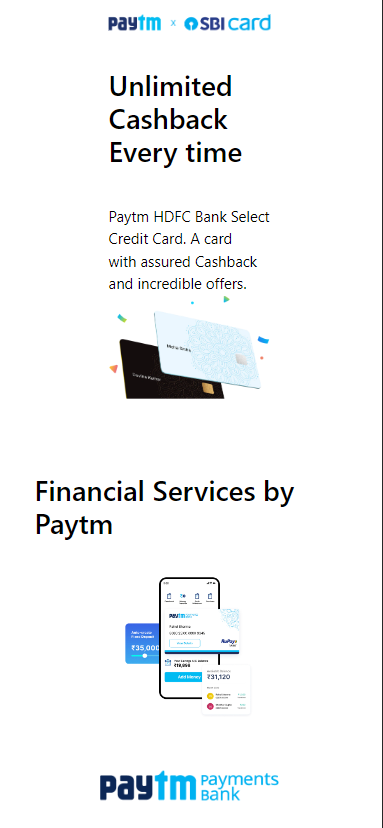 paytm x SBI card
Unlimited
Cashback
Every time
Paytm HDFC Bank Select
Credit Card. A card
with assured Cashback
and incredible offers.
Financial Services by
Paytm
₹35,000
RuPay
Add Money
₹31,120
paytm Payments
Bank